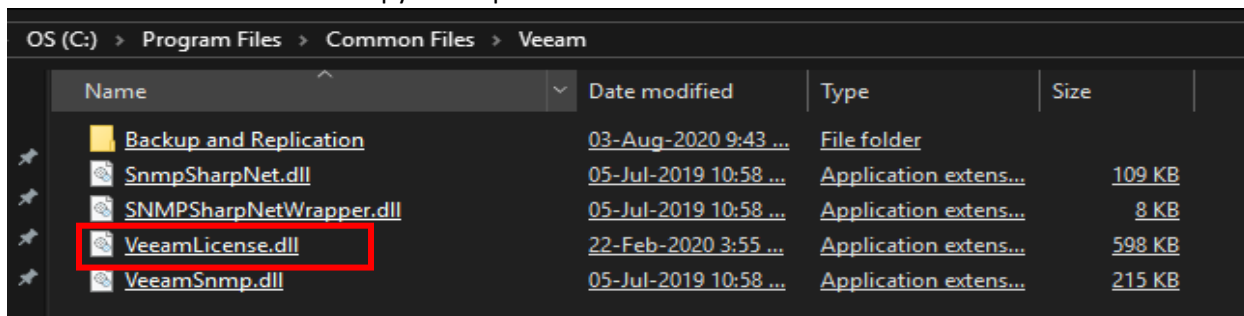 OS (C:) > Program Files > Common Files > Veeam
Name Date modified Type Size
Backup and Replication 03-Aug-2020 9:43 ... File folder
SnmpSharpNet.dll 05-Jul-2019 10:58 ... Application extens... 109 KB
SNMPSharpNetWrapper.dll 05-Jul-2019 10:58 ... Application extens... 8 KB
VeeamLicense.dll 22-Feb-2020 3:55 ... Application extens... 598 KB
VeeamSnmp.dll 05-Jul-2019 10:58 ... Application extens... 215 KB